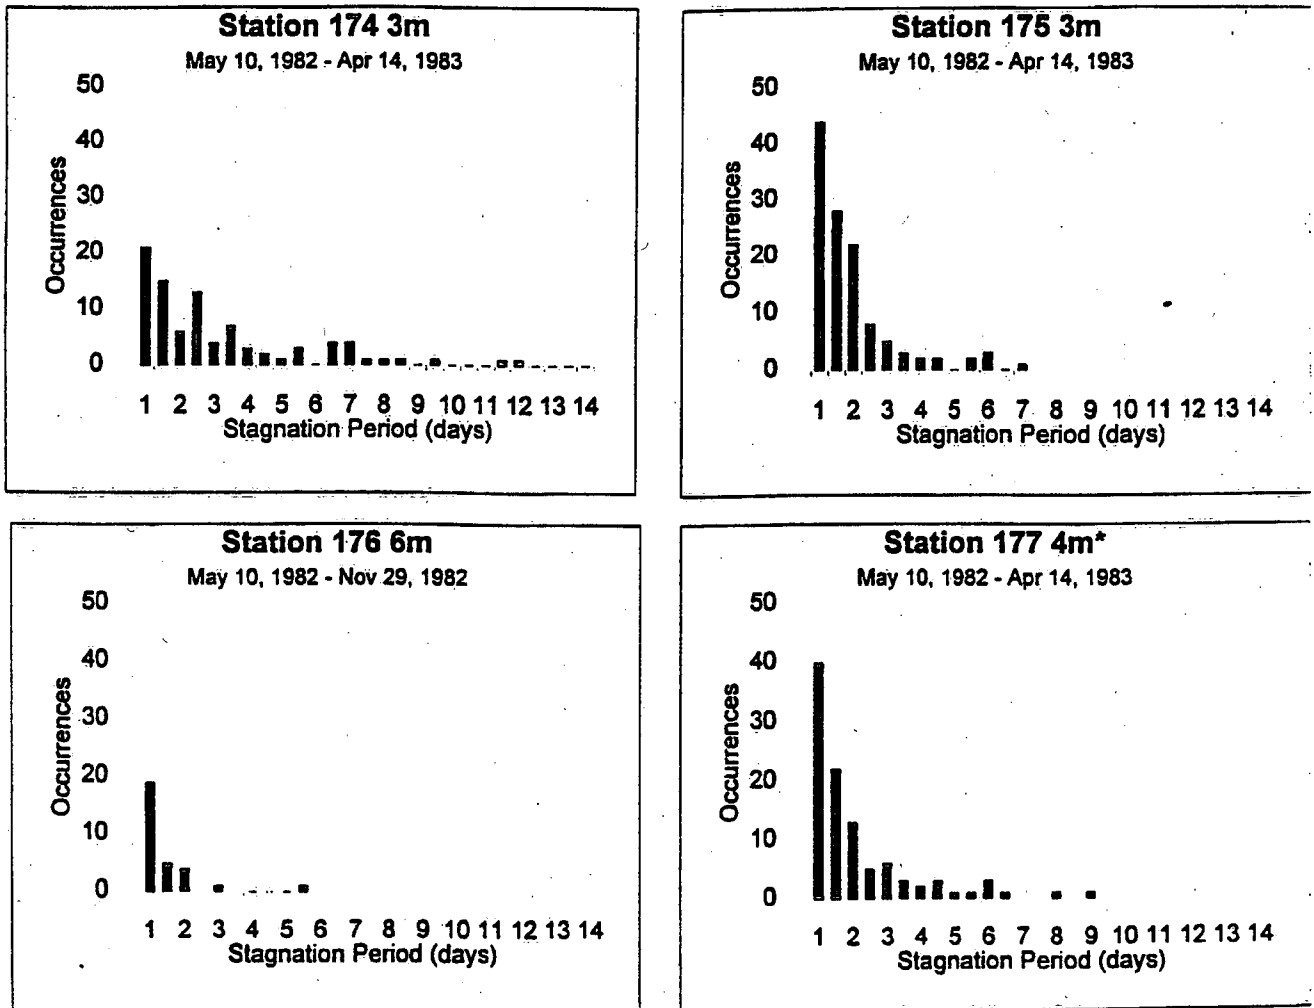 Station 174 3m
May 10, 1982 - Apr 14, 1983
50
40
30
20
10
0
Occurrences
1 2 3 4 5 6 7 8 9 10 11 12 13 14
Stagnation Period (days)
Station 175 3m
May 10, 1982 - Apr 14, 1983
50
40
30
20
10
0
Occurrences
1 2 3 4 5 6 7 8 9 10 11 12 13 14
Stagnation Period (days)
Station 176 6m
May 10, 1982 - Nov 29, 1982
50
40
30
20
10
0
Occurrences
1 2 3 4 5 6 7 8 9 10 11 12 13 14
Stagnation Period (days)
Station 177 4m*
May 10, 1982 - Apr 14, 1983
50
40
30
20
10
0
Occurrences
1 2 3 4 5 6 7 8 9 10 11 12 13 14
Stagnation Period (days)